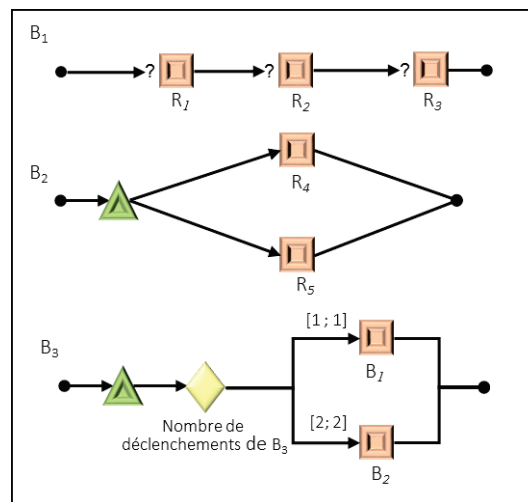 B1
? R1 ? R2 ? R3
B2
R4
R5
B3
[1 ; 1]
B1
Nombre de
déclenchements de B3
[2; 2]
B2